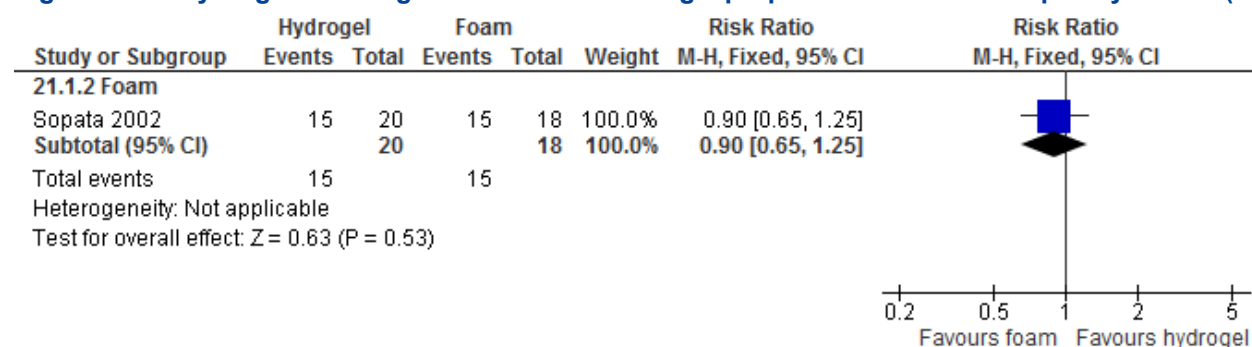 Hydrogel Foam Risk Ratio Risk Ratio
Study or Subgroup Events Total Events Total Weight M-H, Fixed, 95% CI M-H, Fixed, 95% CI
21.1.2 Foam
Sopata 2002 15 20 15 18 100.0% 0.90 [0.65, 1.25]
Subtotal (95% CI) 20 18 100.0% 0.90 [0.65, 1.25]
Total events 15 15
Heterogeneity: Not applicable
Test for overall effect: Z = 0.63 (P = 0.53)
0.2 0.5 1 2 5
Favours foam Favours hydrogel